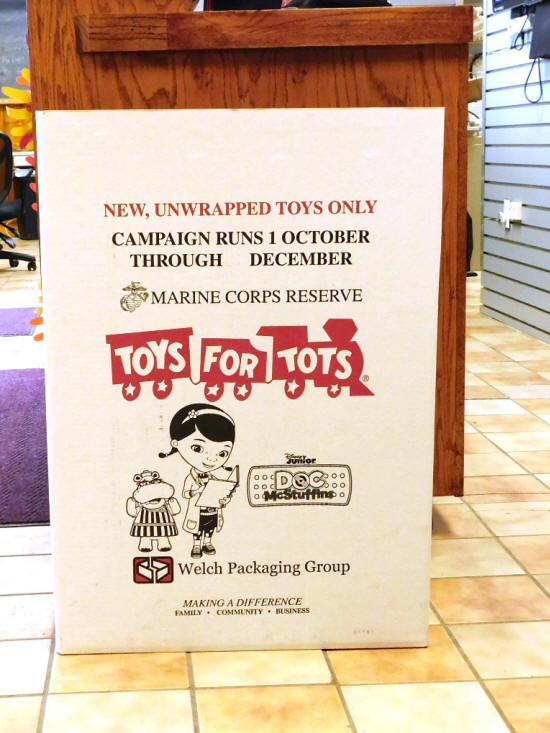 NEW, UNWRAPPED TOYS ONLY
CAMPAIGN RUNS 1 OCTOBER
THROUGH DECEMBER
MARINE CORPS RESERVE
TOYS FOR TOTS®
Disney
Junior
DOC
McStuffins
Welch Packaging Group
MAKING A DIFFERENCE
FAMILY • COMMUNITY • BUSINESS